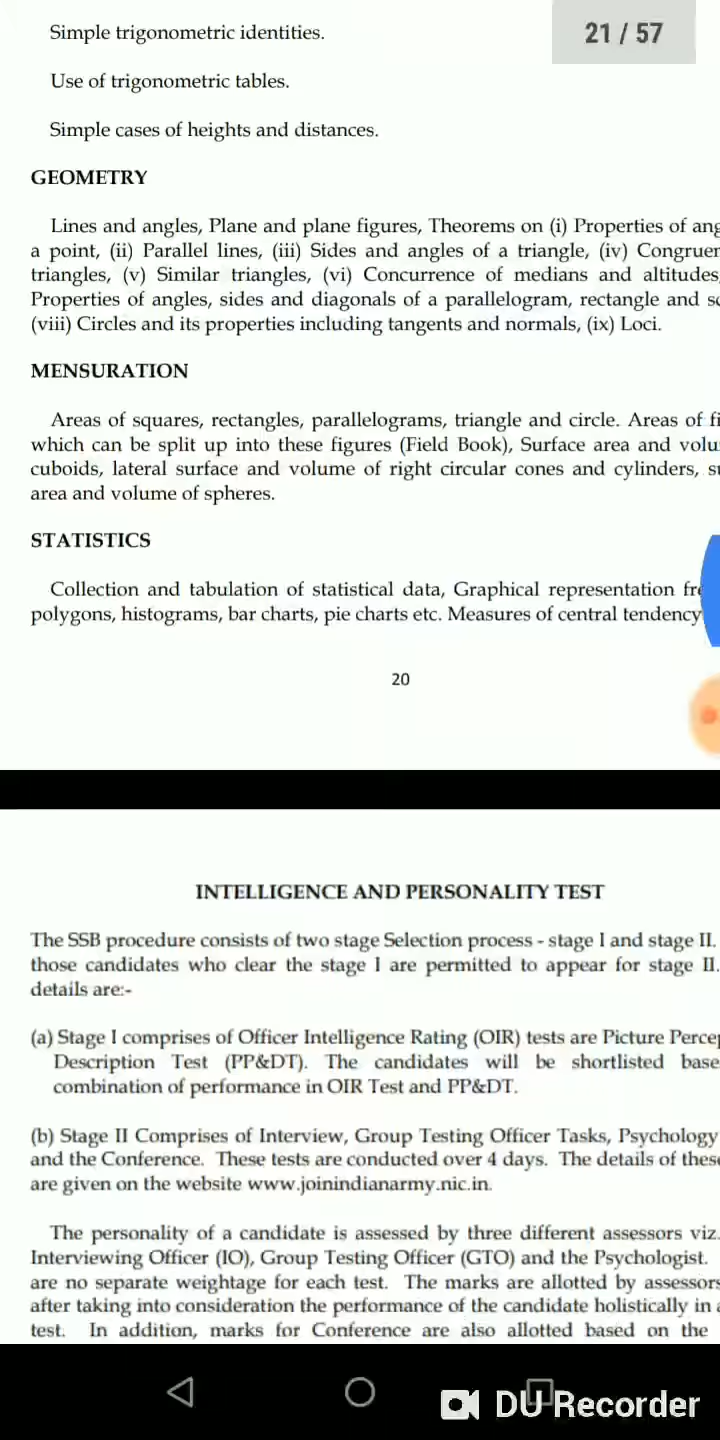 21 / 57
Simple trigonometric identities.
Use of trigonometric tables.
Simple cases of heights and distances.
GEOMETRY
Lines and angles, Plane and plane figures, Theorems on (i) Properties of
a point, (ii) Parallel lines, (iii) Sides and angles of a triangle, (iv)
triangles, (v) Similar triangles, (vi) Concurrence of medians and altitudes,
Properties of angles, sides and diagonals of a parallelogram, rectangle and
(viii) Circles and its properties including tangents and normals, (ix) Loci.
MENSURATION
Areas of squares, rectangles, parallelograms, triangle and circle. Areas of
which can be split up into these figures (Field Book), Surface area and
cuboids, lateral surface and volume of right circular cones and cylinders,
area and volume of spheres.
STATISTICS
Collection and tabulation of statistical data, Graphical representation
polygons, histograms, bar charts, pie charts etc. Measures of central tendency
20
INTELLIGENCE AND PERSONALITY TEST
The SSB procedure consists of two stage Selection process - stage I and stage II.
those candidates who clear the stage I are permitted to appear for stage II.
details are:-
(a) Stage I comprises of Officer Intelligence Rating (OIR) tests are Picture
Description Test (PP&DT). The candidates will be shortlisted
combination of performance in OIR Test and PP&DT.
(b) Stage II Comprises of Interview, Group Testing Officer Tasks, Psychology
and the Conference. These tests are conducted over 4 days. The details of
are given on the website www.joinindianarmy.nic.in.
The personality of a candidate is assessed by three different assessors viz.
Interviewing Officer (IO), Group Testing Officer (GTO) and the Psychologist.
are no separate weightage for each test. The marks are allotted by assessors
after taking into consideration the performance of the candidate holistically in
test. In addition, marks for Conference are also allotted based on the
DU Recorder